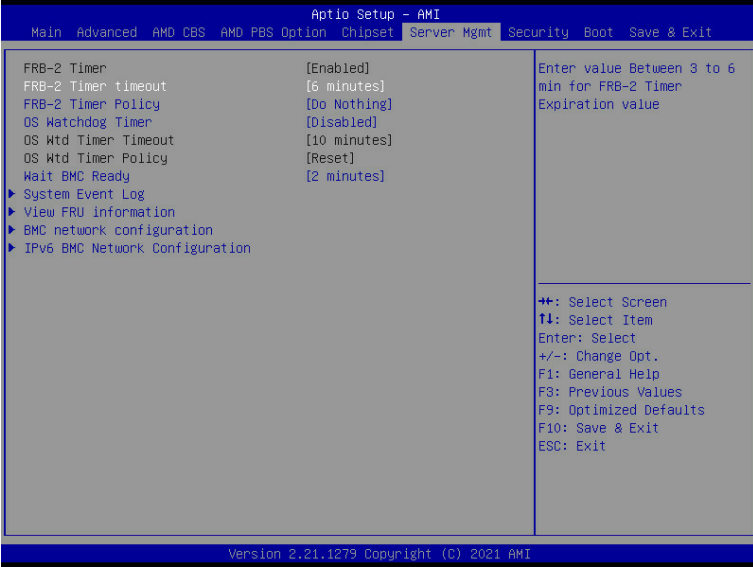 Aptio Setup – AMI
Main Advanced AMD CBS AMD PBS Option Chipset Server Mgmt Security Boot Save & Exit
FRB-2 Timer [Enabled]
FRB-2 Timer timeout [6 minutes]
FRB-2 Timer Policy [Do Nothing]
OS Watchdog Timer [Disabled]
OS Wtd Timer Timeout [10 minutes]
OS Wtd Timer Policy [Reset]
Wait BMC Ready [2 minutes]
System Event Log
View FRU information
BMC network configuration
IPv6 BMC Network Configuration
Enter value Between 3 to 6
min for FRB-2 Timer
Expiration value
→←: Select Screen
↑↓: Select Item
Enter: Select
+/-: Change Opt.
F1: General Help
F3: Previous Values
F9: Optimized Defaults
F10: Save & Exit
ESC: Exit
Version 2.21.1279 Copyright (C) 2021 AMI